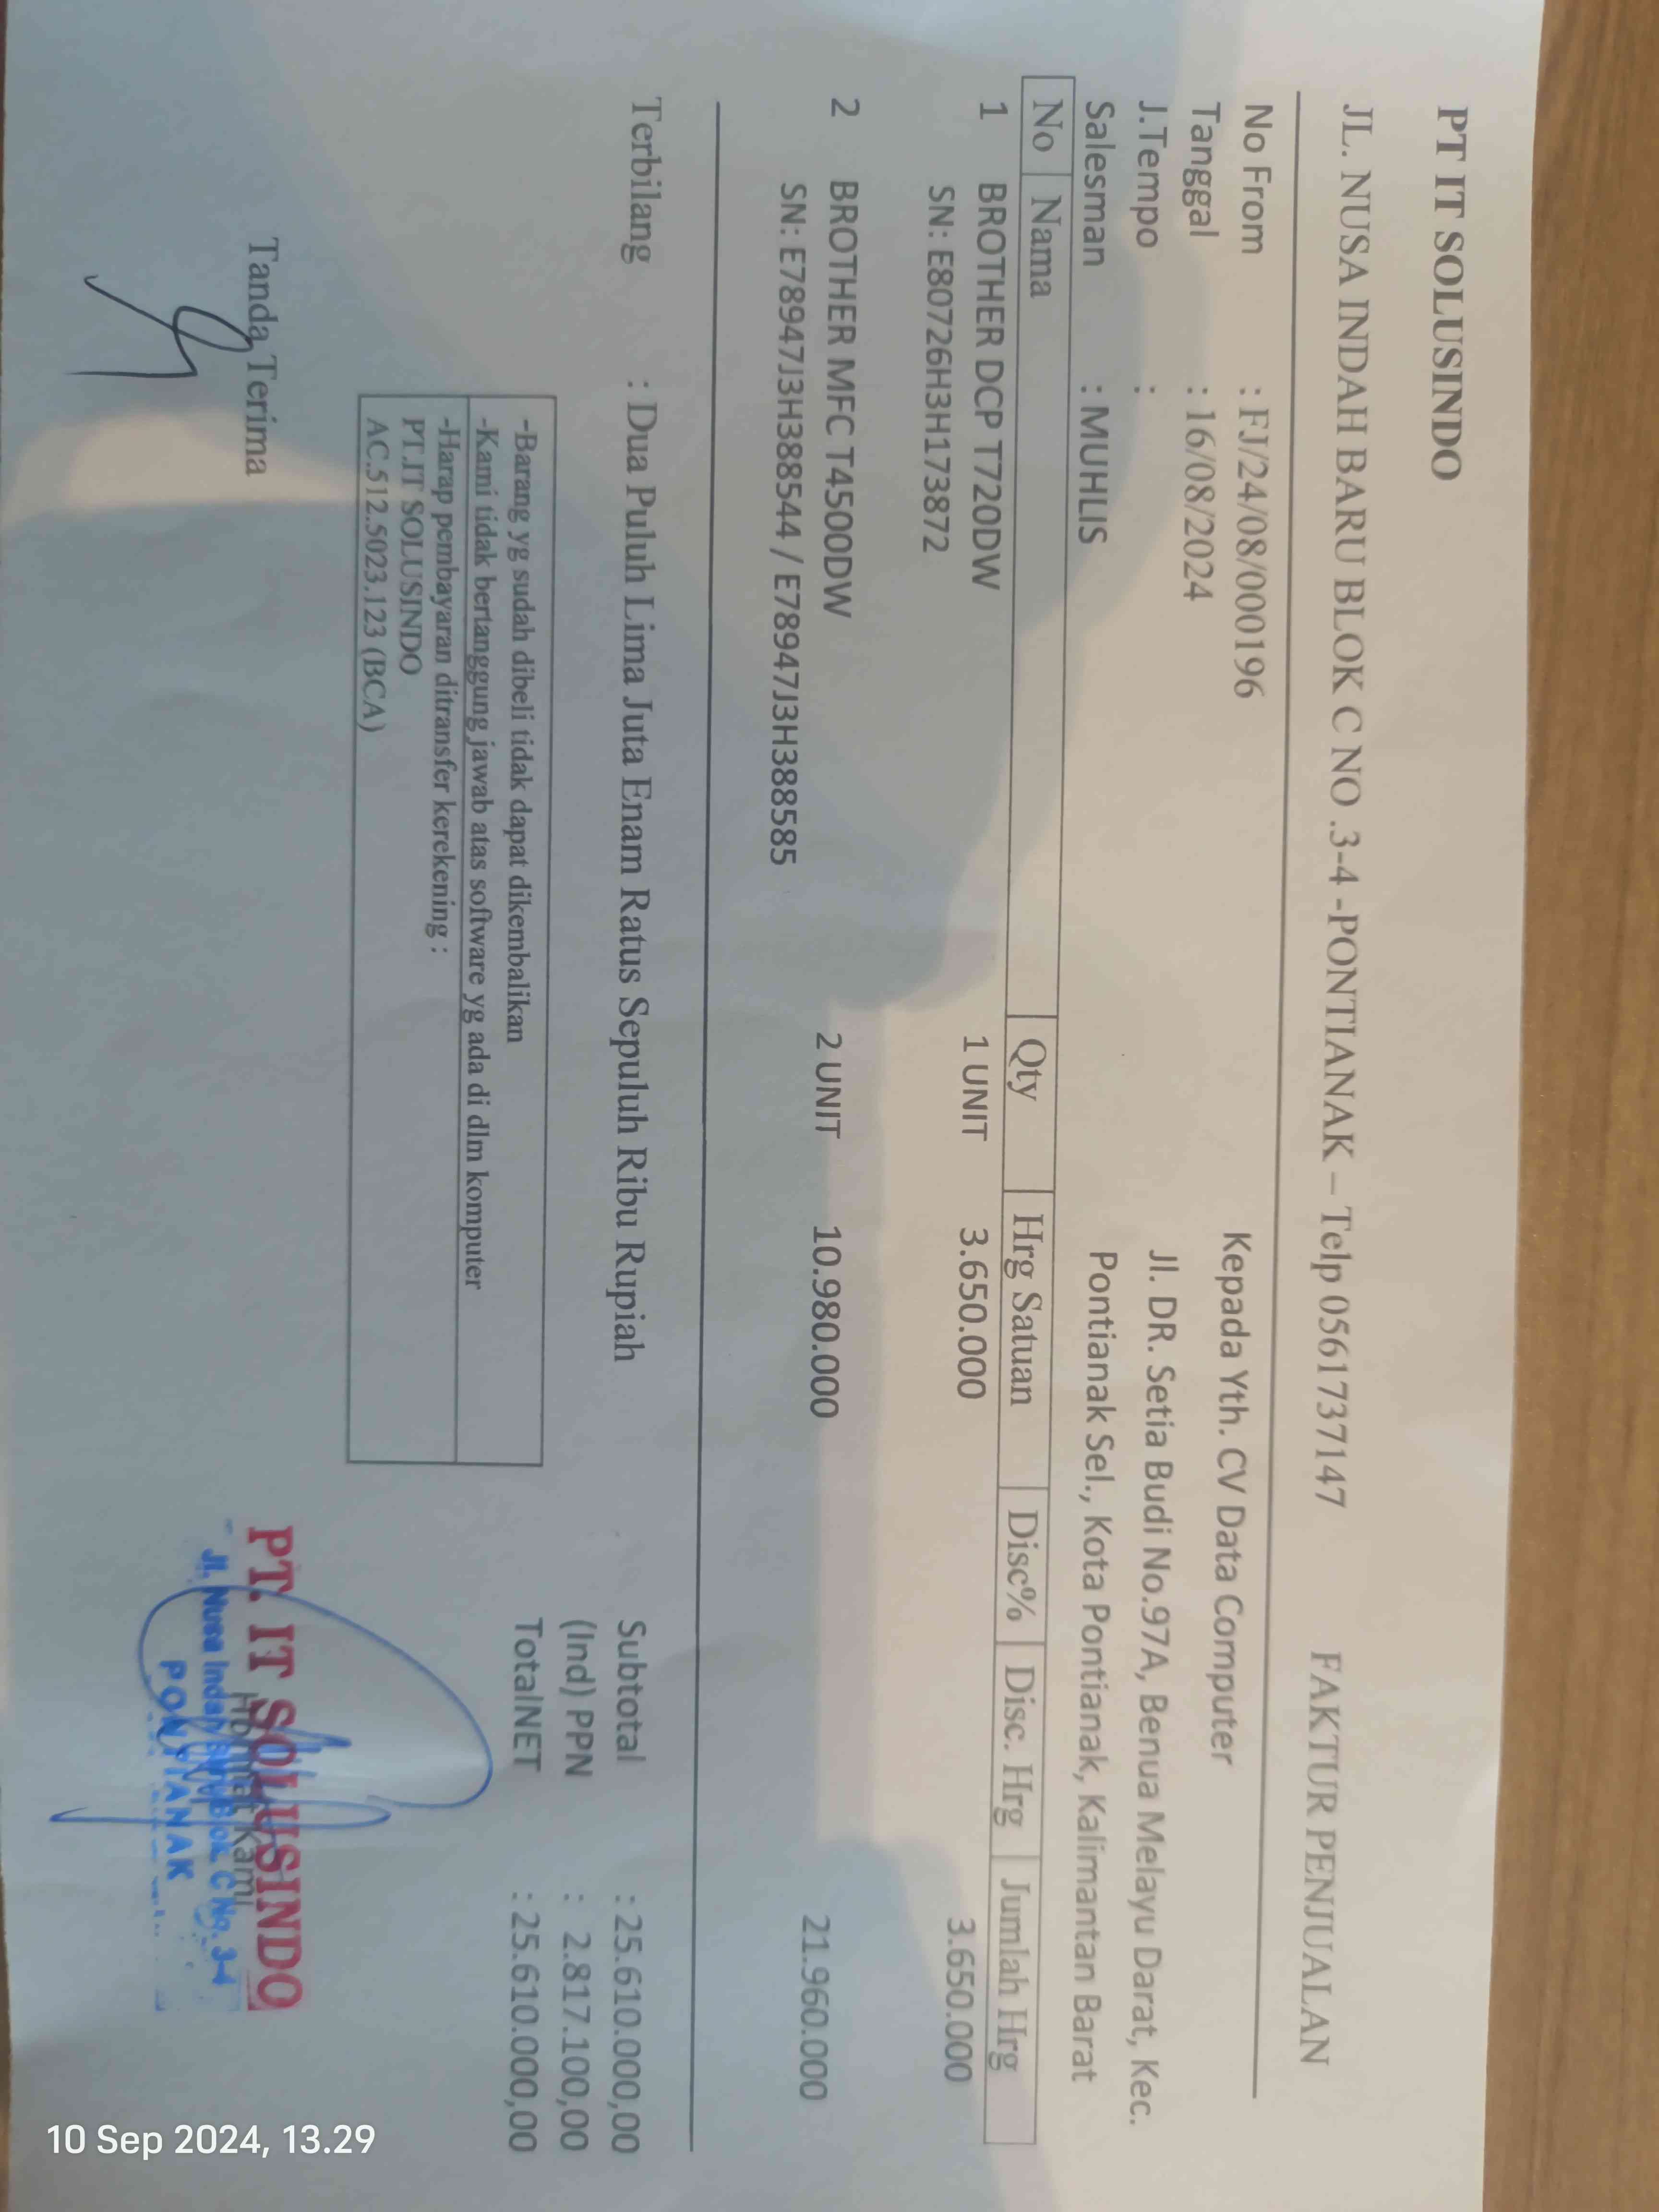 PT IT SOLUSINDO
JL. NUSA INDAH BARU BLOK C NO .3-4 -PONTIANAK – Telp 0561737147 FAKTUR PENJUALAN
No From : FJ/24/08/000196 Kepada Yth. CV Data Computer
Tanggal : 16/08/2024 Jl. DR. Setia Budi No.97A, Benua Melayu Darat, Kec.
J.Tempo : Pontianak Sel., Kota Pontianak, Kalimantan Barat
Salesman : MUHLIS
No Nama Qty Hrg Satuan Disc% Disc. Hrg Jumlah Hrg
1 BROTHER DCP T720DW 1 UNIT 3.650.000 3.650.000
SN: E80726H3H173872
2 BROTHER MFC T4500DW 2 UNIT 10.980.000 21.960.000
SN: E78947J3H388544 / E78947J3H388585
Terbilang : Dua Puluh Lima Juta Enam Ratus Sepuluh Ribu Rupiah Subtotal : 25.610.000,00
(Ind) PPN : 2.817.100,00
TotalNET : 25.610.000,00
-Barang yg sudah dibeli tidak dapat dikembalikan
-Kami tidak bertanggung jawab atas software yg ada di dlm komputer
-Harap pembayaran ditransfer kerekening :
PT.IT SOLUSINDO
AC.512.5023.123 (BCA)
Tanda Terima
Hormat Kami
PT. IT SOLUSINDO
Jl. Nusa Indah Baru Blok C No. 3-4
PONTIANAK
10 Sep 2024, 13.29